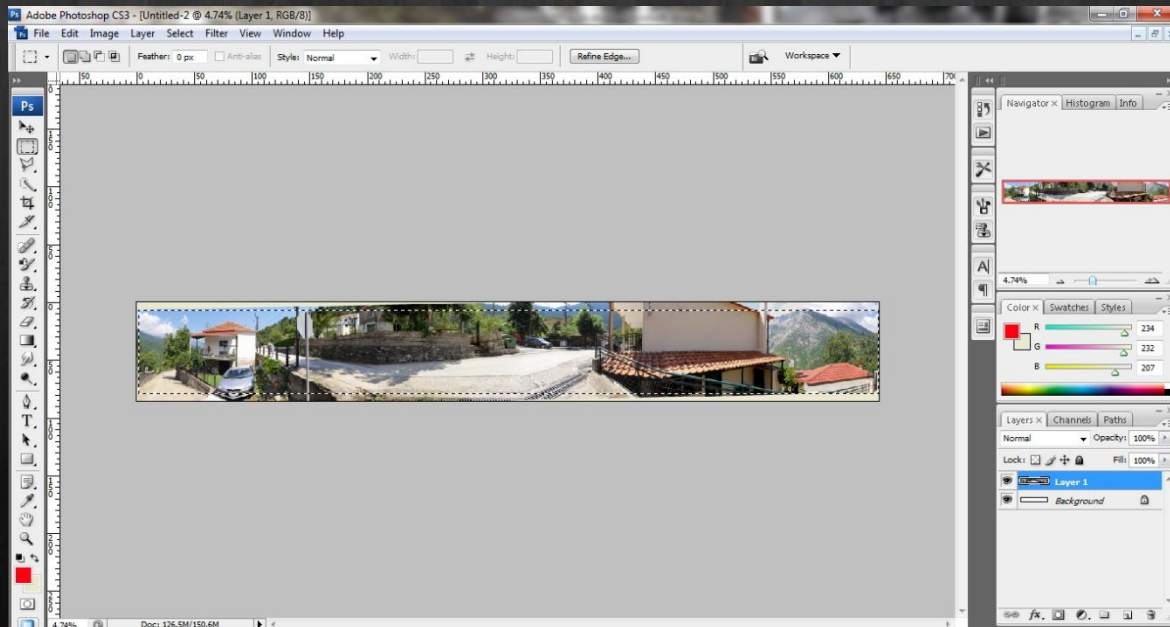 Ps Adobe Photoshop CS3 - [Untitled-2 @ 4.74% (Layer 1, RGB/8)]
Ps File Edit Image Layer Select Filter View Window Help
Feather: 0 px Anti-alias Style: Normal Width: Height: Refine Edge... Workspace
50 0 50 100 150 200 250 300 350 400 450 500 550 600 650 700
Ps
Navigator Histogram Info
4.74%
Color Swatches Styles
R 234
G 232
B 207
Layers Channels Paths
Normal Opacity: 100%
Lock: Fill: 100%
Layer 1
Background
4.74% Doc: 126.5M/150.6M